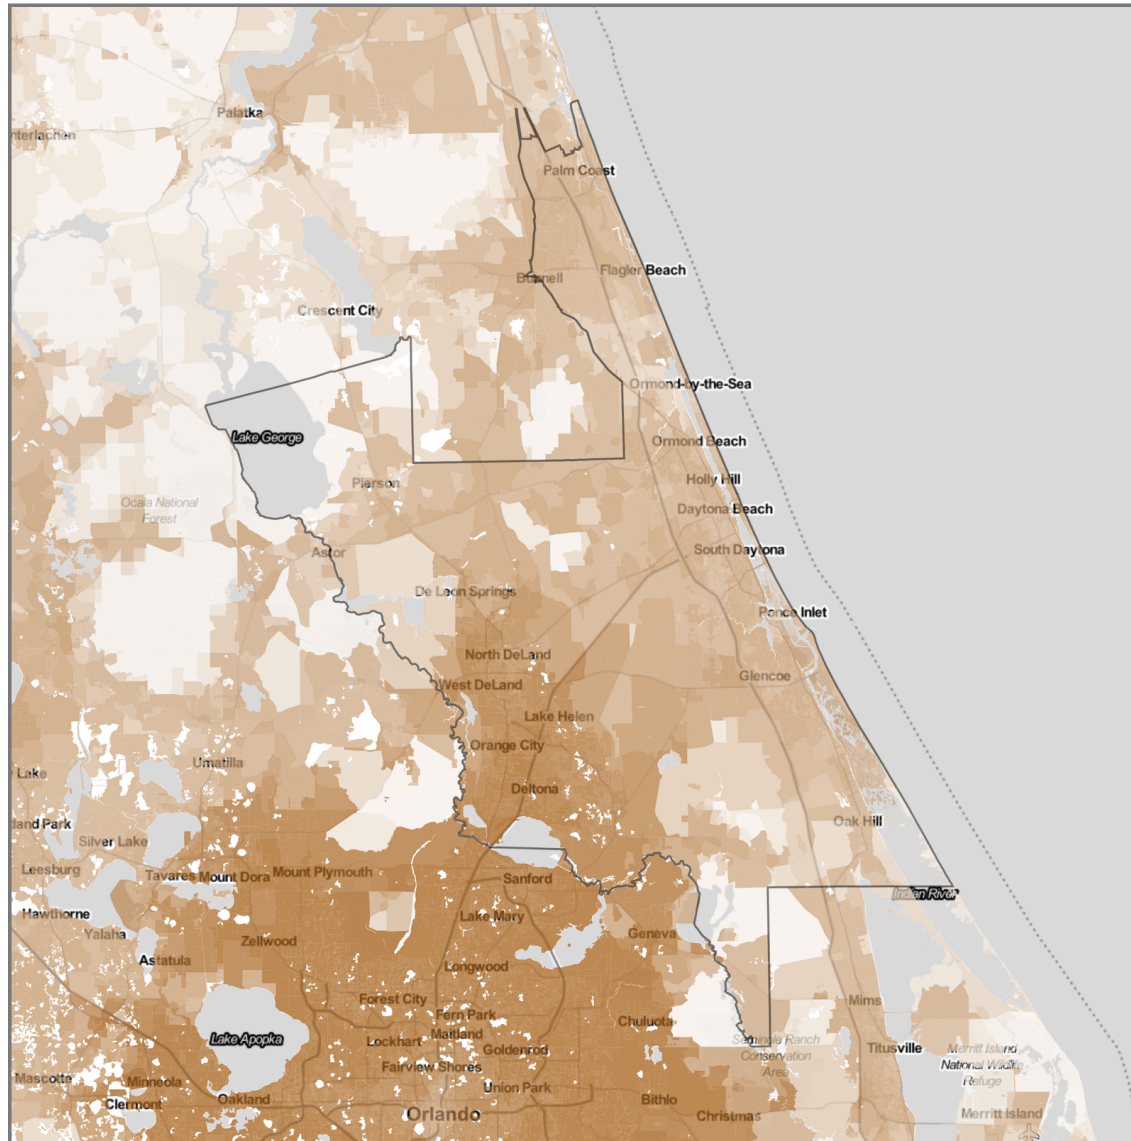 Palatka
nterlachen
Palm Coast
Flagler Beach
Bunnell
Crescent City
Ormond-by-the-Sea
Lake George
Ormond Beach
Holly Hill
Pierson
Ocala National
Forest
Daytona Beach
South Daytona
Astor
De Leon Springs
Ponce Inlet
North DeLand
Glencoe
West DeLand
Lake Helen
Orange City
Umatilla
Lake
Deltona
land Park
Oak Hill
Silver Lake
Leesburg
Tavares
Mount Dora
Mount Plymouth
Sanford
Indian River
Hawthorne
Lake Mary
Yalaha
Zellwood
Geneva
Astatula
Longwood
Forest City
Mims
Fern Park
Chuluota
Maitland
Lake Apopka
Lockhart
Goldenrod
Seminole Ranch
Conservation
Area
Titusville
Merritt Island
National Wildlife
Refuge
Fairview Shores
Mascotte
Minneola
Union Park
Clermont
Oakland
Bithlo
Orlando
Christmas
Merritt Island